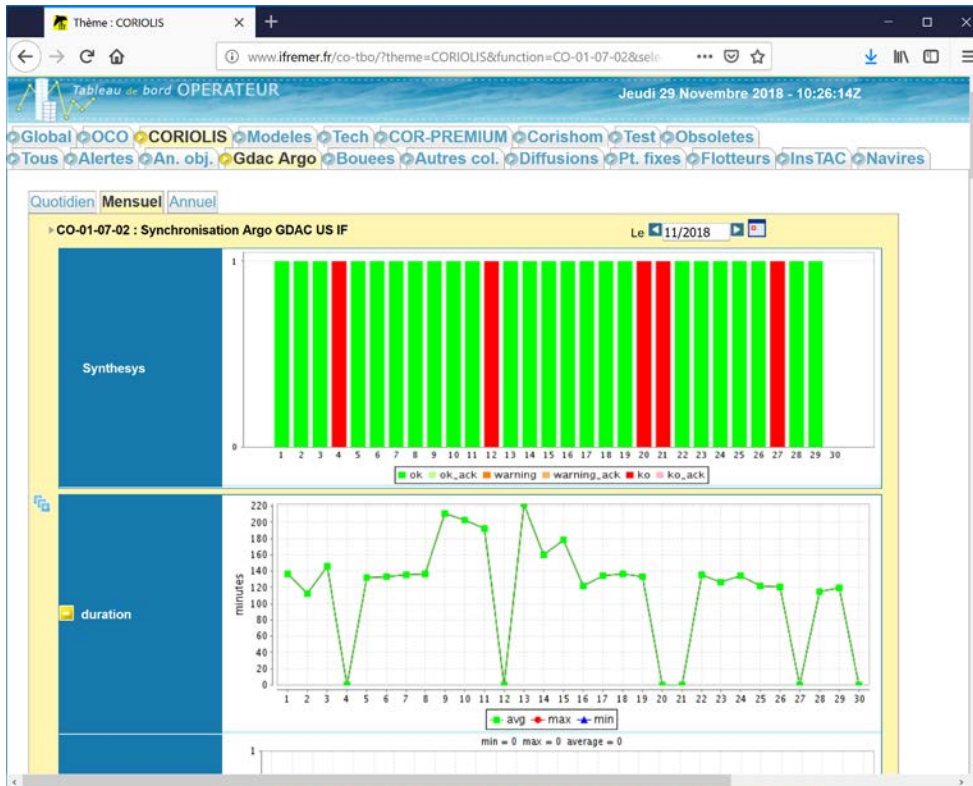 Thème : CORIOLIS
www.ifremer.fr/co-tbo/?theme=CORIOLIS&function=CO-01-07-02&sele
Tableau de bord OPERATEUR
Jeudi 29 Novembre 2018 - 10:26:14Z
Global OCO CORIOLIS Modeles Tech COR-PREMIUM Corishom Test Obsoletes
Tous Alertes An. obj. Gdac Argo Bouees Autres col. Diffusions Pt. fixes Flotteurs InsTAC Navires
Quotidien Mensuel Annuel
CO-01-07-02 : Synchronisation Argo GDAC US IF
Le 11/2018
1
Synthesys
0
1 2 3 4 5 6 7 8 9 10 11 12 13 14 15 16 17 18 19 20 21 22 23 24 25 26 27 28 29 30
ok ok_ack warning warning_ack ko ko_ack
220
200
180
160
140
120
100
80
60
40
20
0
minutes
duration
1 2 3 4 5 6 7 8 9 10 11 12 13 14 15 16 17 18 19 20 21 22 23 24 25 26 27 28 29 30
avg max min
min = 0 max = 0 average = 0
1